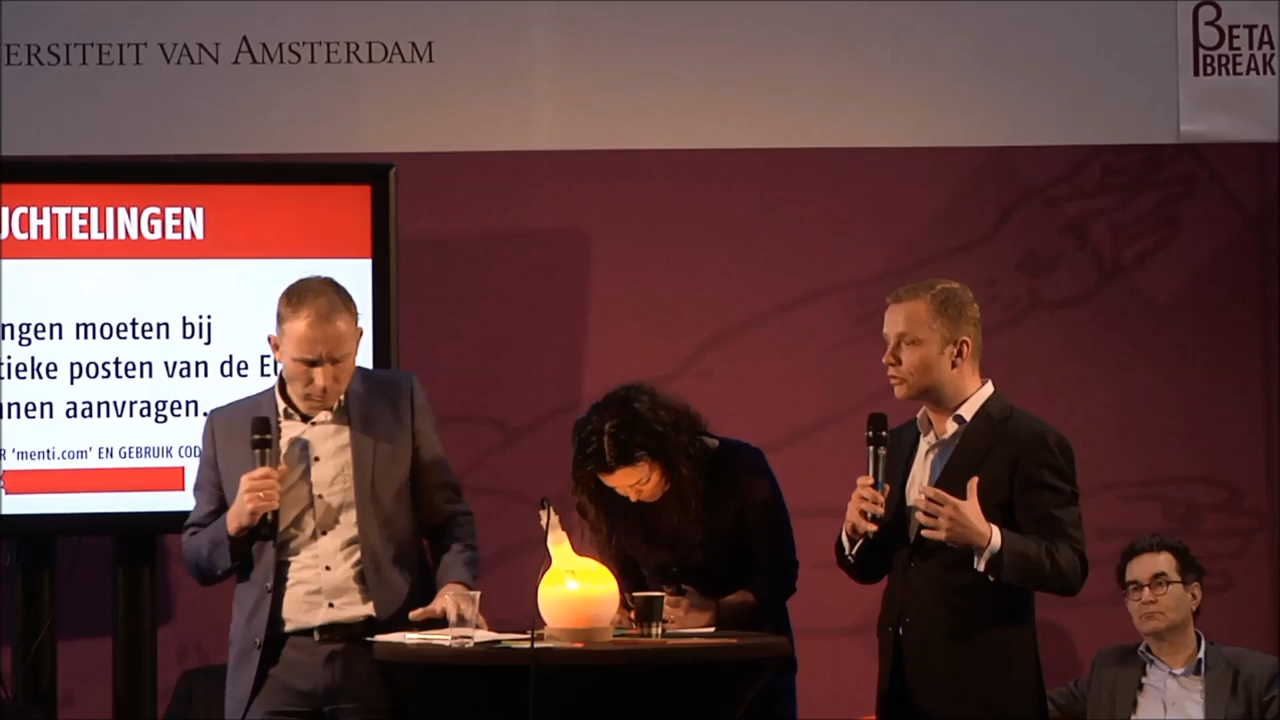 ERSITEIT VAN AMSTERDAM
BETA
BREAK
UCHTELINGEN
ngen moeten bij
tieke posten van de E
nnen aanvragen.
R 'menti.com' EN GEBRUIK COD